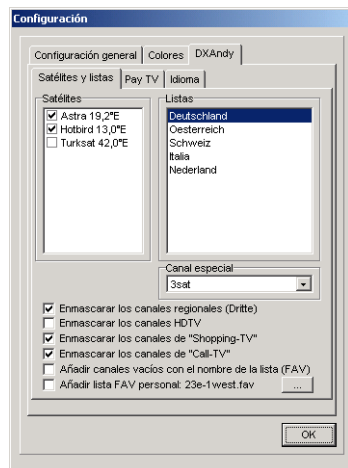 Configuración
Configuración general Colores DXAndy
Satélites y listas Pay TV Idioma
Satélites
Astra 19,2°E
Hotbird 13,0°E
Turksat 42,0°E
Listas
Deutschland
Oesterreich
Schweiz
Italia
Nederland
Canal especial
3sat
Enmascarar los canales regionales (Dritte)
Enmascarar los canales HDTV
Enmascarar los canales de "Shopping-TV"
Enmascarar los canales de "Call-TV"
Añadir canales vacíos con el nombre de la lista (FAV)
Añadir lista FAV personal: 23e-1west.fav ...
OK